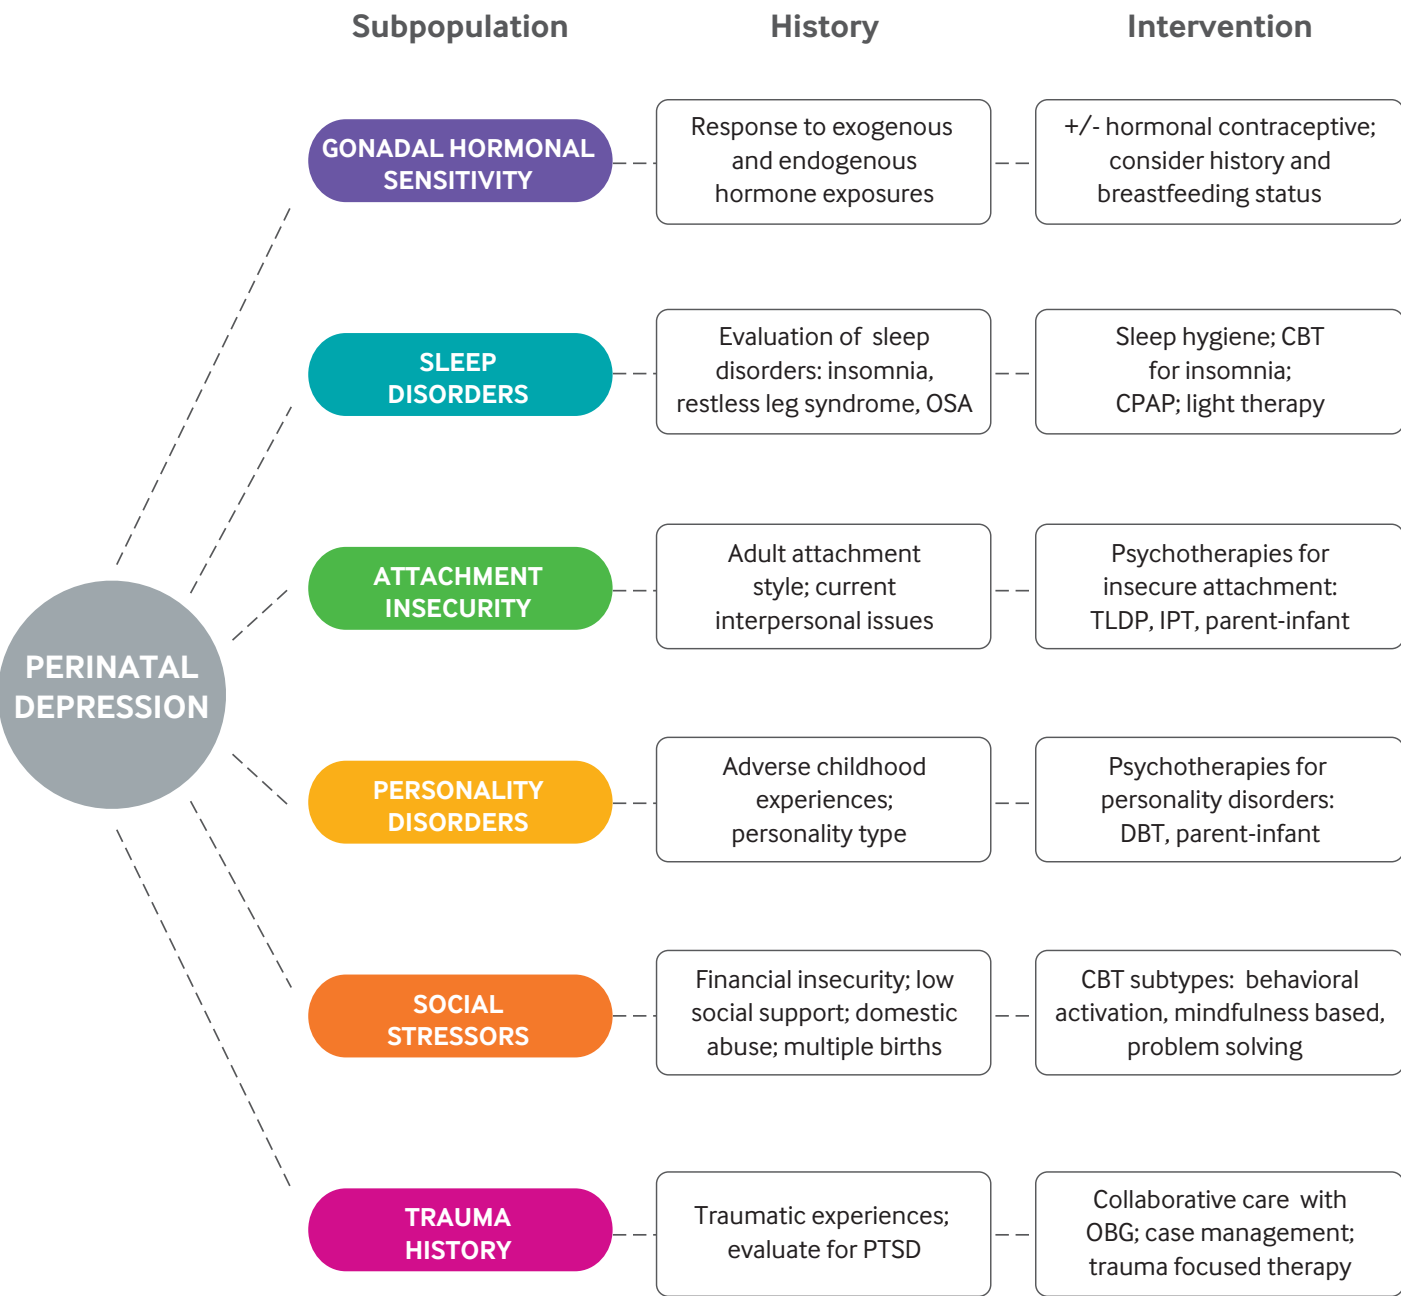 Subpopulation
History
Intervention
GONADAL HORMONAL
SENSITIVITY
Response to exogenous
and endogenous
hormone exposures
+/- hormonal contraceptive;
consider history and
breastfeeding status
SLEEP
DISORDERS
Evaluation of sleep
disorders: insomnia,
restless leg syndrome, OSA
Sleep hygiene; CBT
for insomnia;
CPAP; light therapy
ATTACHMENT
INSECURITY
Adult attachment
style; current
interpersonal issues
Psychotherapies for
insecure attachment:
TLDP, IPT, parent-infant
PERINATAL
DEPRESSION
PERSONALITY
DISORDERS
Adverse childhood
experiences;
personality type
Psychotherapies for
personality disorders:
DBT, parent-infant
SOCIAL
STRESSORS
Financial insecurity; low
social support; domestic
abuse; multiple births
CBT subtypes: behavioral
activation, mindfulness based,
problem solving
TRAUMA
HISTORY
Traumatic experiences;
evaluate for PTSD
Collaborative care with
OBG; case management;
trauma focused therapy